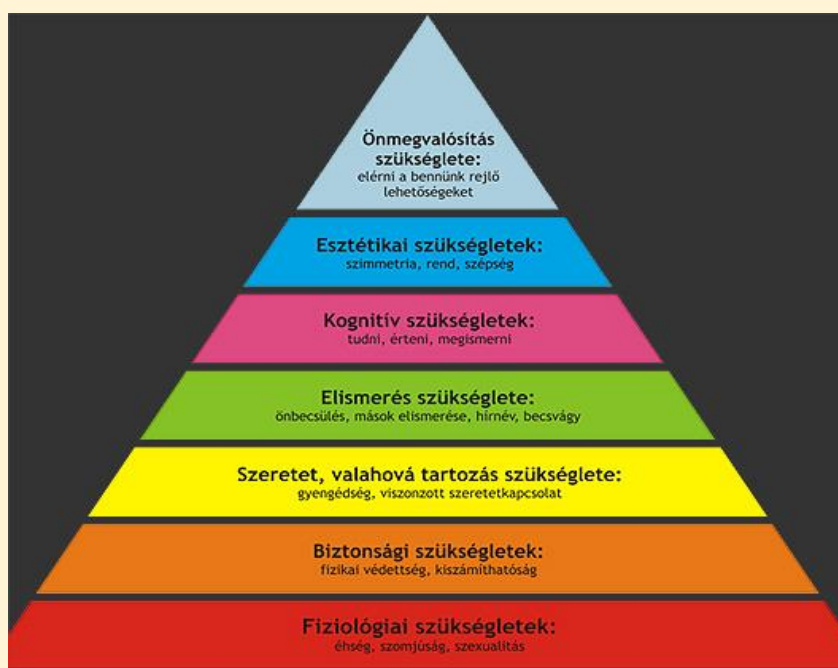 Önmegvalósítás
szükséglete:
elérni a bennünk rejlő
lehetőségeket
Esztétikai szükségletek:
szimmetria, rend, szépség
Kognitív szükségletek:
tudni, érteni, megismerni
Elismerés szükséglete:
önbecsülés, mások elismerése, hírnév, becsvágy
Szeretet, valahová tartozás szükséglete:
gyengédség, viszonzott szeretetkapcsolat
Biztonsági szükségletek:
fizikai védettség, kiszámíthatóság
Fiziológiai szükségletek:
éhség, szomjúság, szexualitás